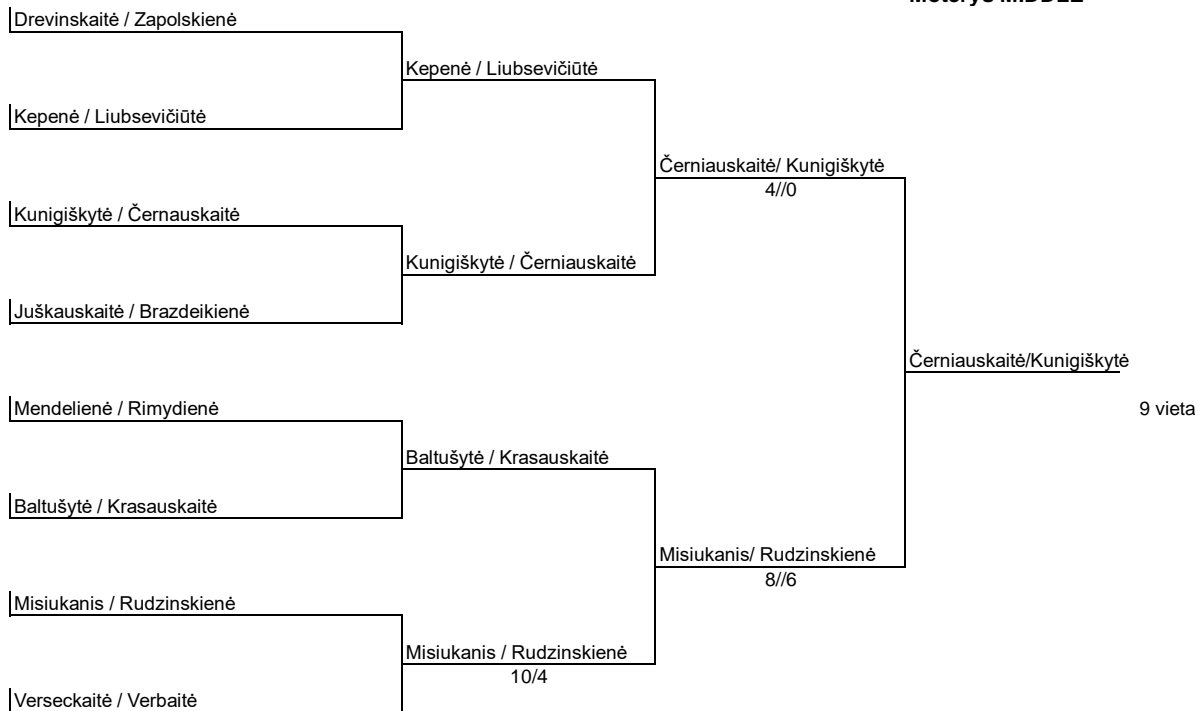 Drevinskaitė / Zapolskienė
Kepenė / Liubsevičiūtė
Kepenė / Liubsevičiūtė
Černiauskaitė/ Kunigiškytė
4//0
Kunigiškytė / Černauskaitė
Kunigiškytė / Černiauskaitė
Juškauskaitė / Brazdeikienė
Černiauskaitė/Kunigiškytė
Mendelienė / Rimydienė
9 vieta
Baltušytė / Krasauskaitė
Baltušytė / Krasauskaitė
Misiukanis/ Rudzinskienė
8//6
Misiukanis / Rudzinskienė
Misiukanis / Rudzinskienė
10/4
Verseckaitė / Verbaitė